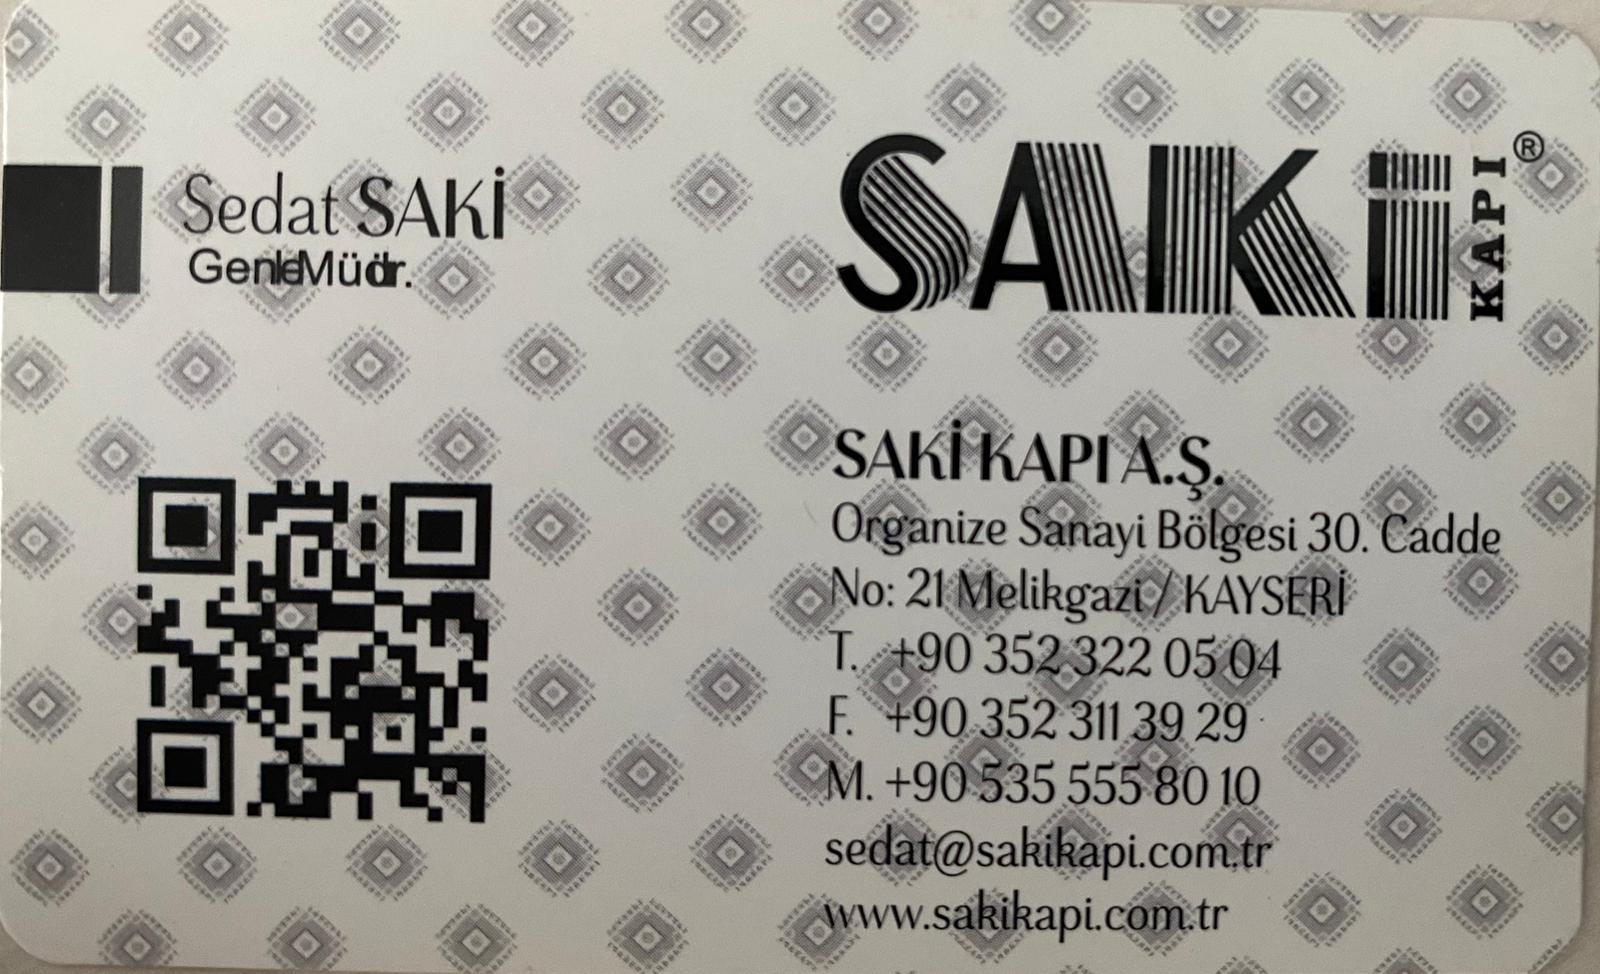 Sedat SAKİ
SAKi KAPI ®
SAKİ KAPI A.Ş.
Organize Sanayi Bölgesi 30. Cadde
No: 21 Melikgazi / KAYSERİ
T. +90 352 322 05 04
F. +90 352 311 39 29
M. +90 535 555 80 10
sedat@sakikapi.com.tr
www.sakikapi.com.tr